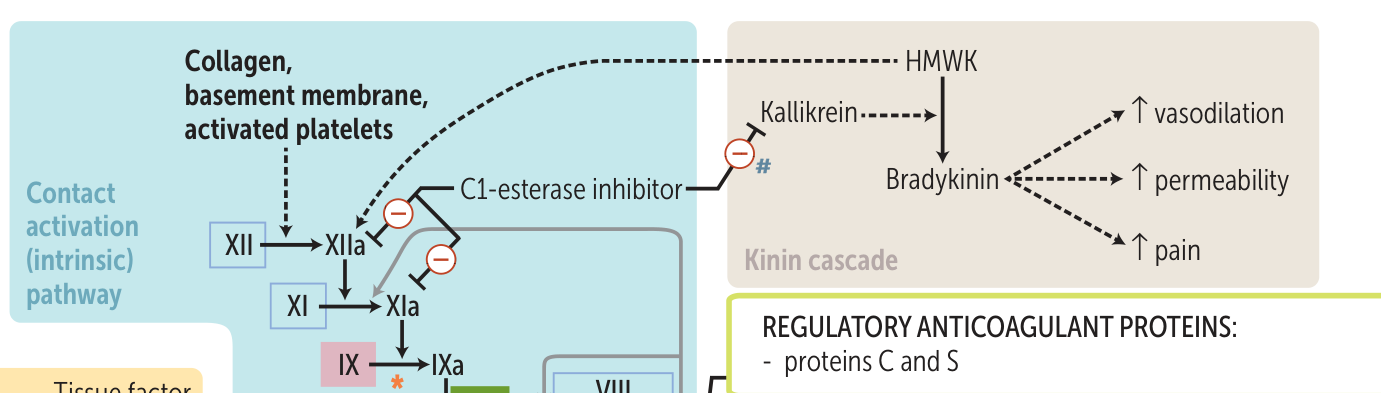 Collagen,
basement membrane,
activated platelets
HMWK
Kallikrein
↑ vasodilation
Bradykinin
↑ permeability
↑ pain
Kinin cascade
#
C1-esterase inhibitor
Contact
activation
(intrinsic)
pathway
XII
XIIa
XI
XIa
IX
IXa
*
VIII
Tissue factor
REGULATORY ANTICOAGULANT PROTEINS:
- proteins C and S